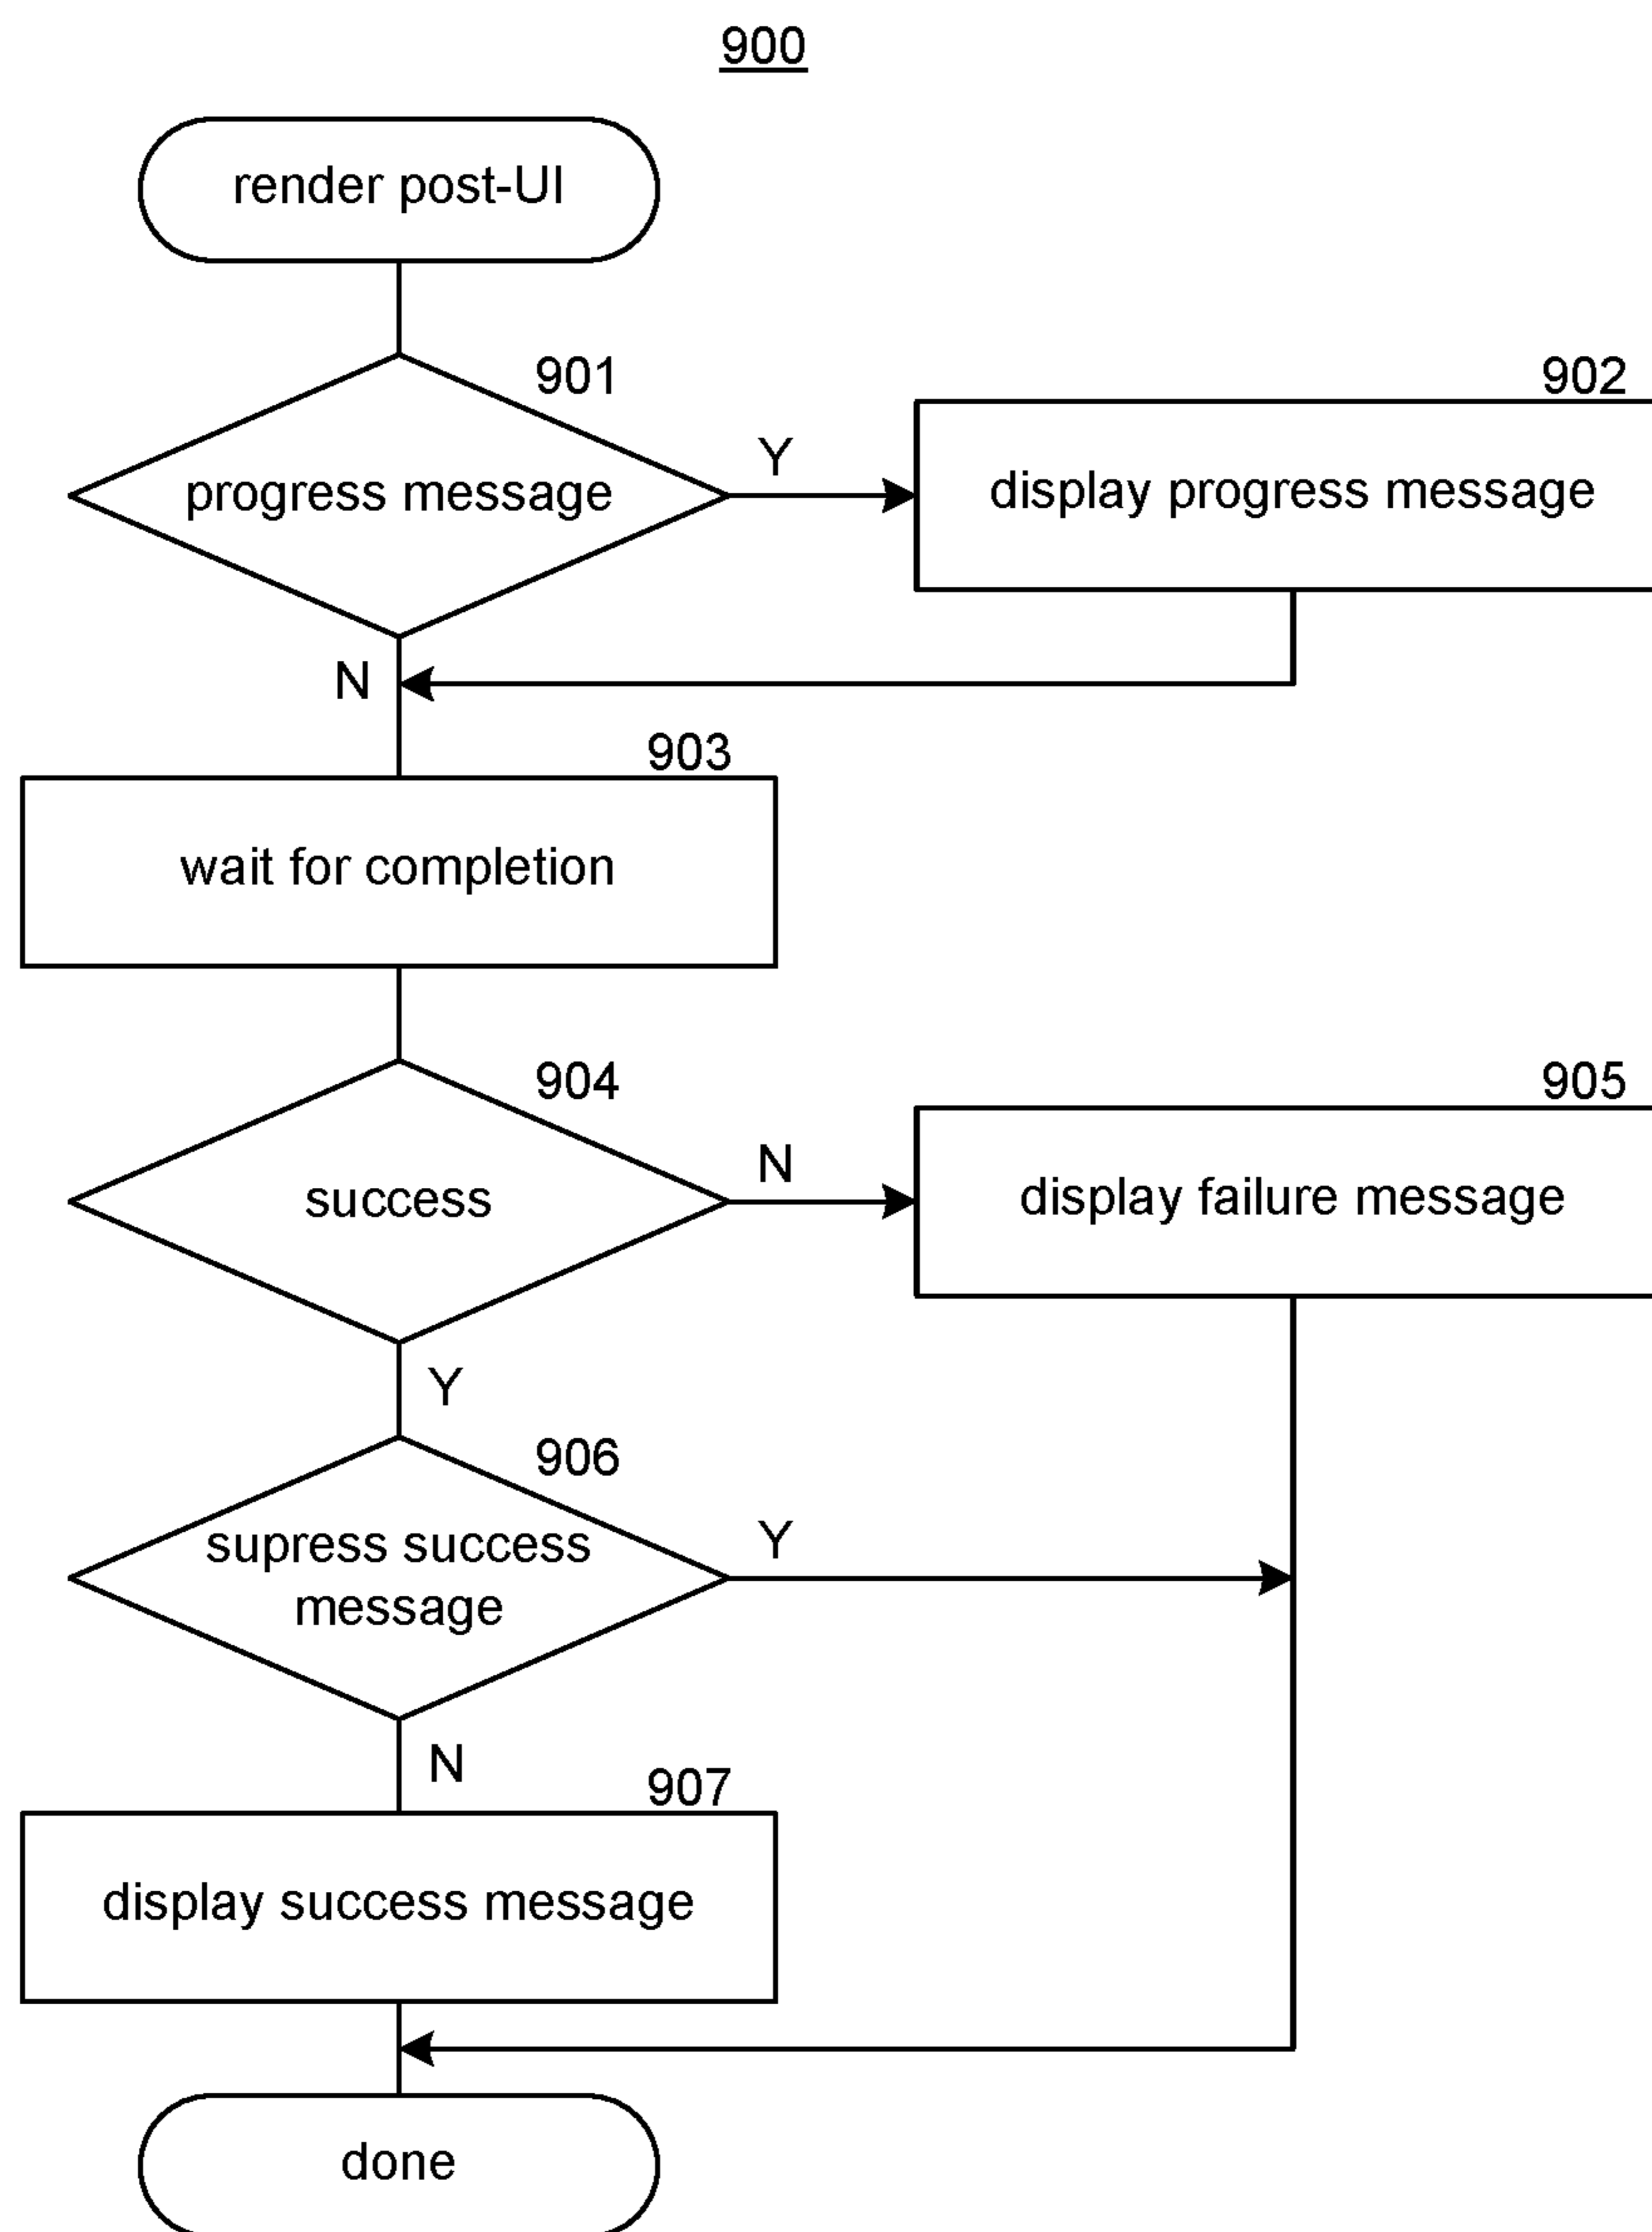 900
render post-UI
901
progress message
Y
902
display progress message
N
903
wait for completion
904
success
N
905
display failure message
Y
906
supress success
message
Y
N
907
display success message
done